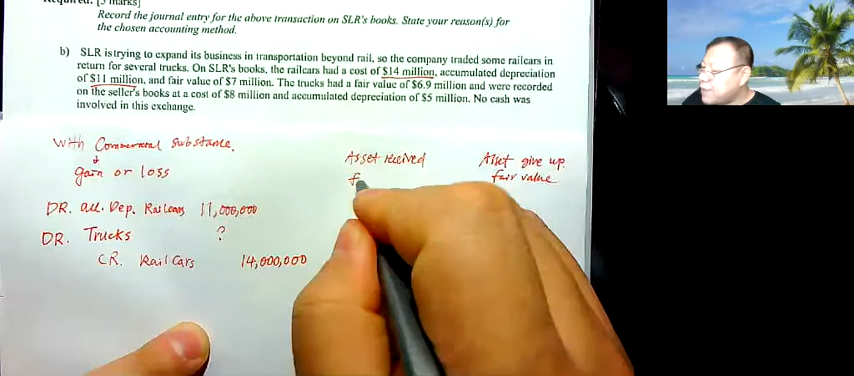 [5 marks]
Record the journal entry for the above transaction on SLR's books. State your reason(s) for
the chosen accounting method.
b) SLR is trying to expand its business in transportation beyond rail, so the company traded some railcars in
return for several trucks. On SLR's books, the railcars had a cost of $14 million, accumulated depreciation
of $11 million, and fair value of $7 million. The trucks had a fair value of $6.9 million and were recorded
on the seller's books at a cost of $8 million and accumulated depreciation of $5 million. No cash was
involved in this exchange.
With Commercial Substance.
gain or loss
Asset received
f
Asset give up.
fair value
DR. acc. Dep. Railcars 11,000,000
DR. Trucks ?
CR. Rail Cars 14,000,000